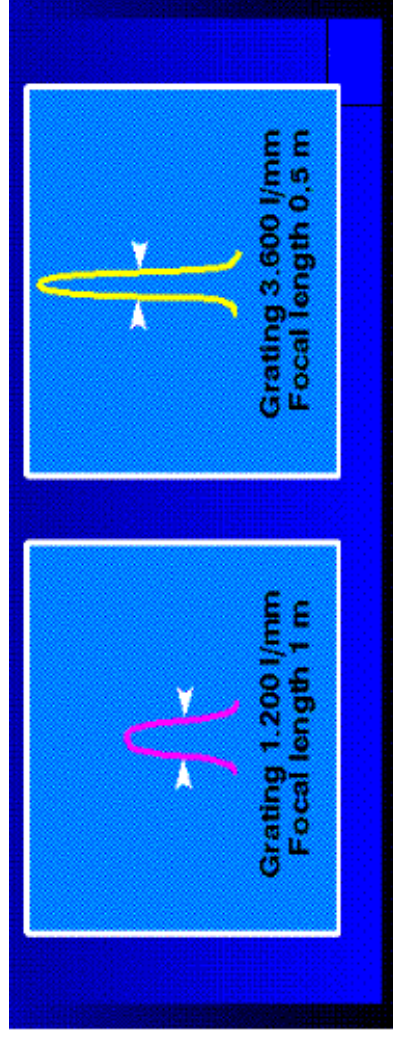 Grating 1.200 l/mm
Focal length 1 m
Grating 3.600 l/mm
Focal length 0,5 m